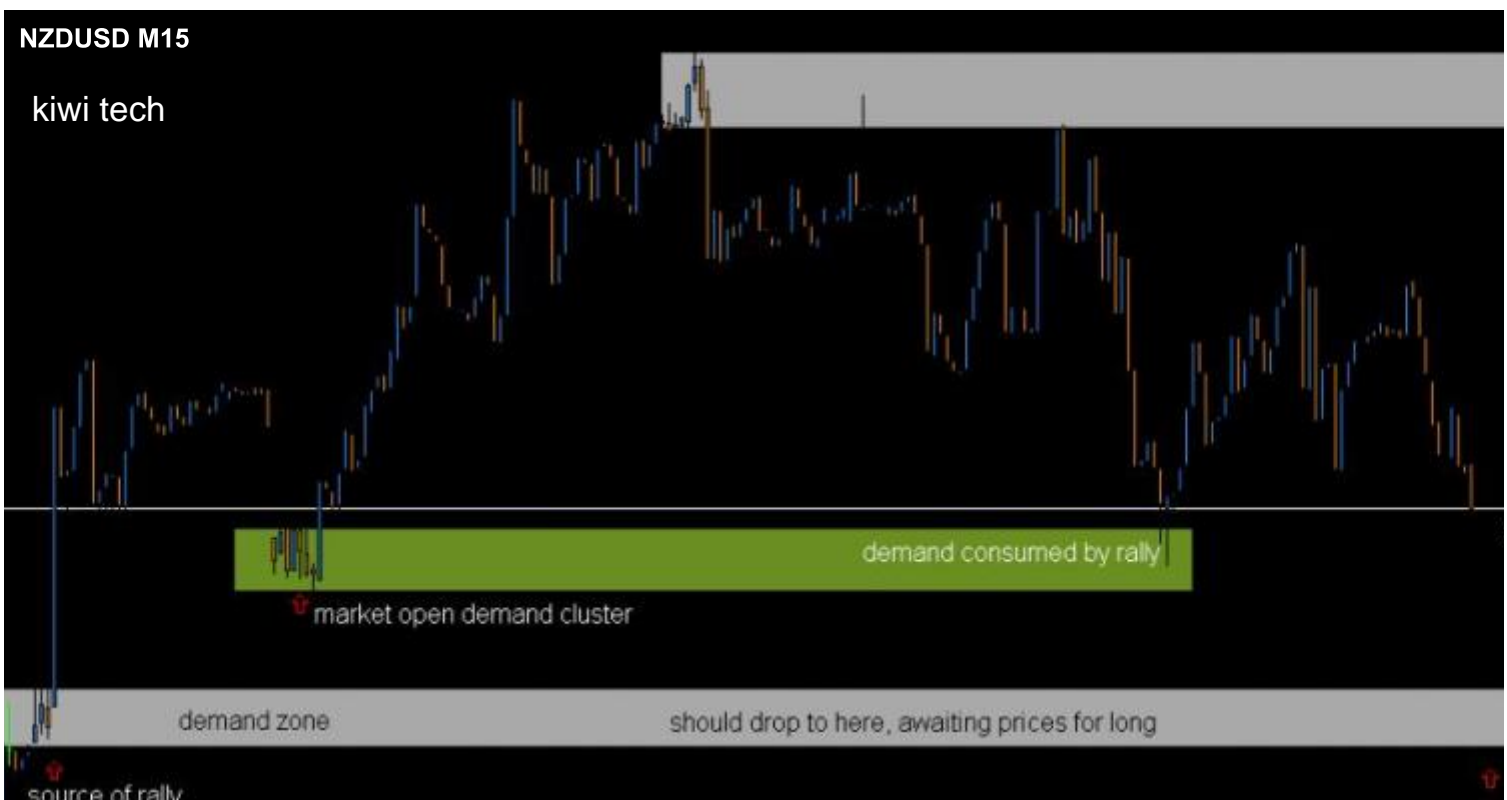 NZDUSD M15
kiwi tech
demand consumed by rally
market open demand cluster
demand zone
should drop to here, awaiting prices for long
source of rally